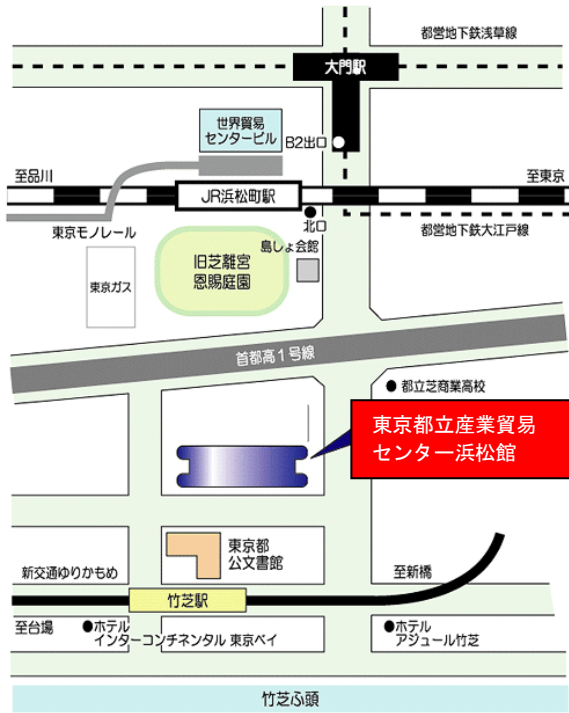 都営地下鉄浅草線
大門駅
世界貿易
センタービル
B2出口
至品川
至東京
JR浜松町駅
北口
東京モノレール
都営地下鉄大江戸線
島しょ会館
旧芝離宮
恩賜庭園
東京ガス
首都高1号線
都立芝商業高校
東京都立産業貿易
センター浜松館
東京都
公文書館
新交通ゆりかもめ
至新橋
竹芝駅
至台場
ホテル
インターコンチネンタル 東京ベイ
ホテル
アジュール竹芝
竹芝ふ頭